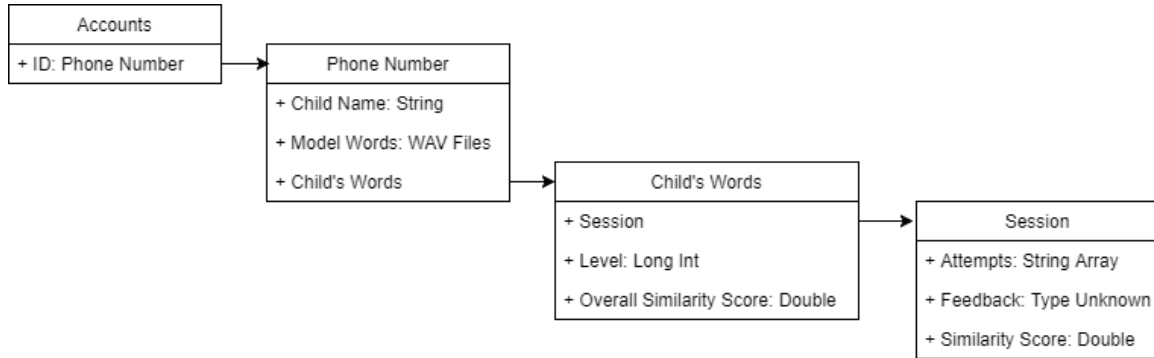 Accounts
+ ID: Phone Number
Phone Number
+ Child Name: String
+ Model Words: WAV Files
+ Child's Words
Child's Words
+ Session
+ Level: Long Int
+ Overall Similarity Score: Double
Session
+ Attempts: String Array
+ Feedback: Type Unknown
+ Similarity Score: Double